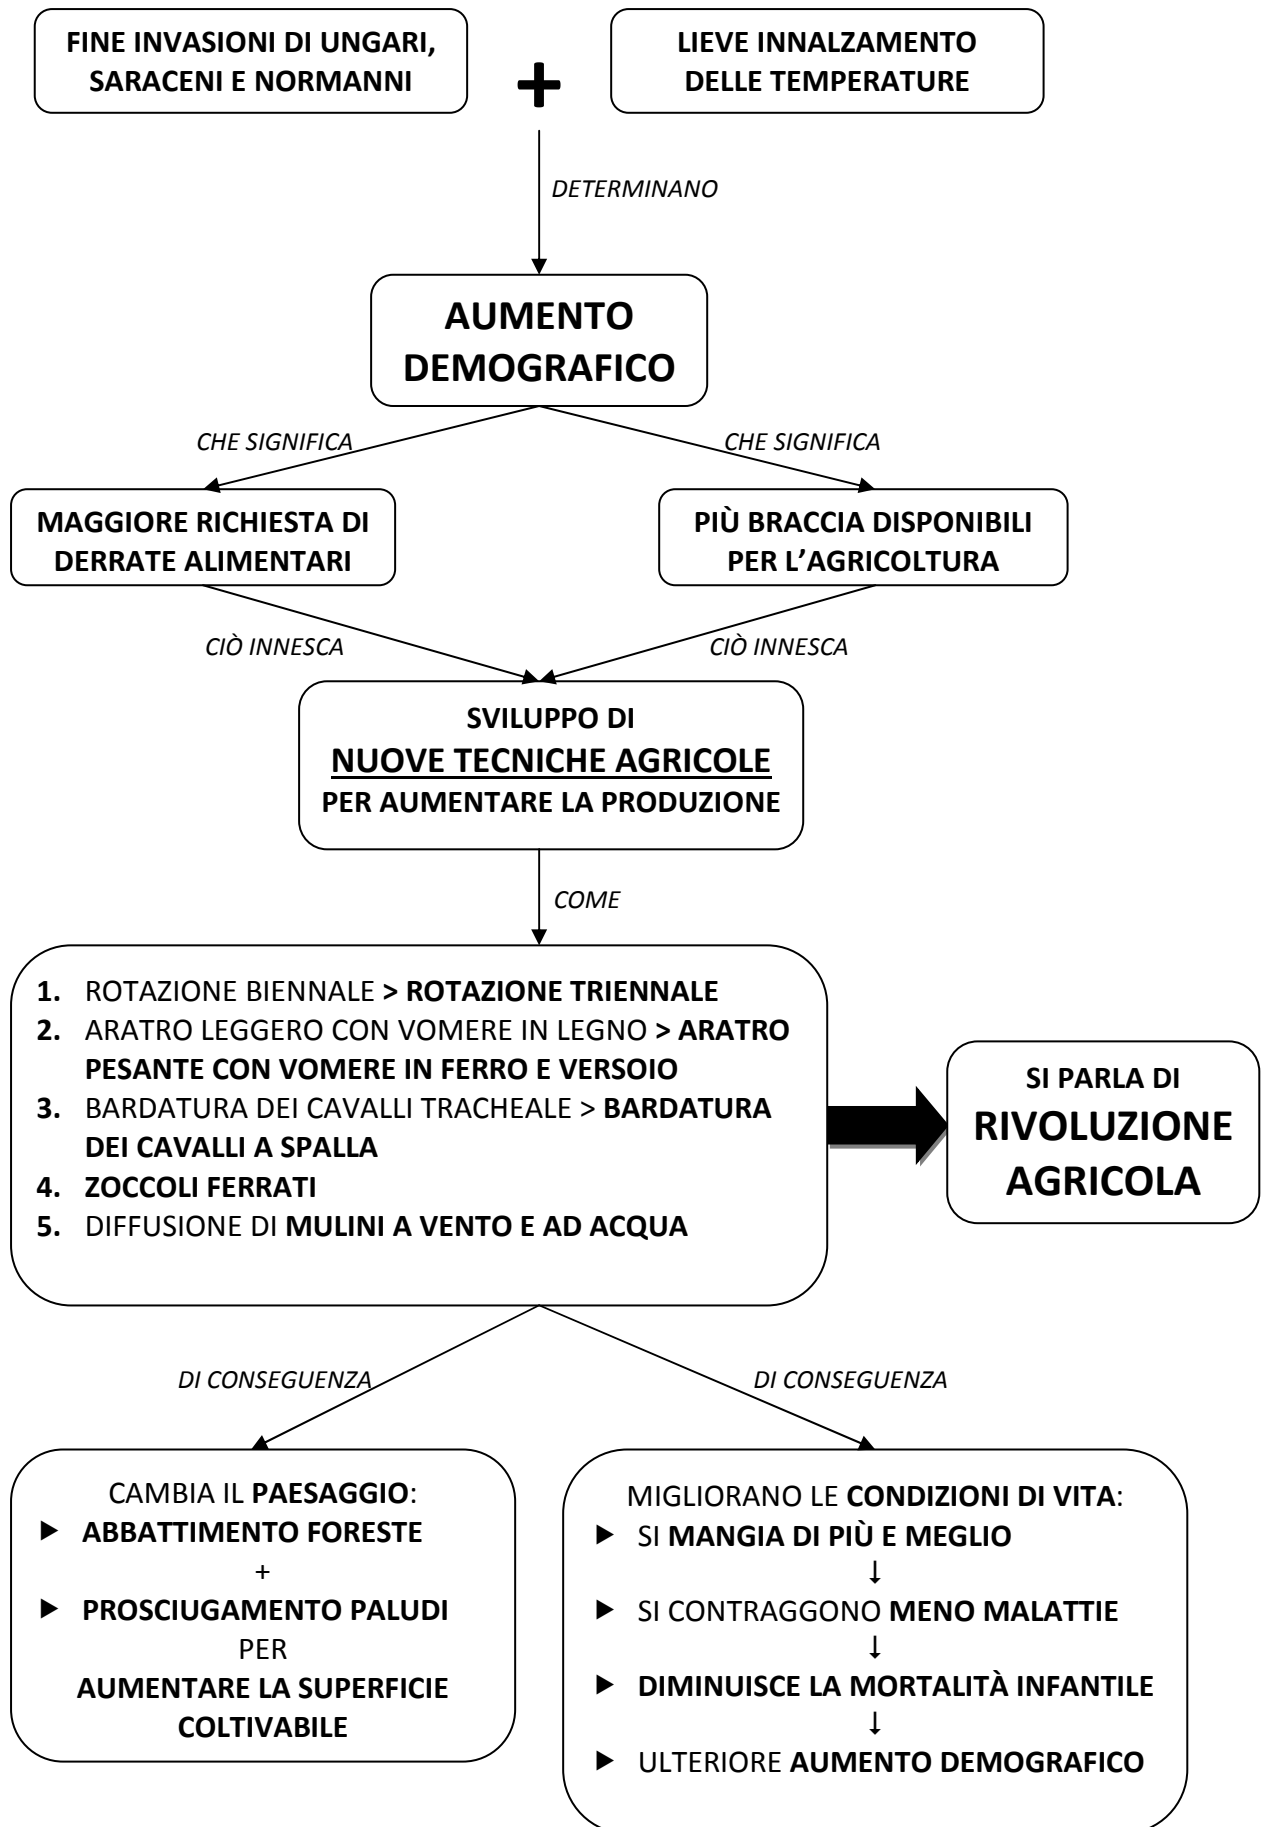 FINE INVASIONI DI UNGARI,
SARACENI E NORMANNI
+
LIEVE INNALZAMENTO
DELLE TEMPERATURE
DETERMINANO
AUMENTO
DEMOGRAFICO
CHE SIGNIFICA
CHE SIGNIFICA
MAGGIORE RICHIESTA DI
DERRATE ALIMENTARI
PIÙ BRACCIA DISPONIBILI
PER L’AGRICOLTURA
CIÒ INNESCA
CIÒ INNESCA
SVILUPPO DI
NUOVE TECNICHE AGRICOLE
PER AUMENTARE LA PRODUZIONE
COME
1. ROTAZIONE BIENNALE > ROTAZIONE TRIENNALE
2. ARATRO LEGGERO CON VOMERE IN LEGNO > ARATRO
PESANTE CON VOMERE IN FERRO E VERSOIO
3. BARDATURA DEI CAVALLI TRACHEALE > BARDATURA
DEI CAVALLI A SPALLA
4. ZOCCOLI FERRATI
5. DIFFUSIONE DI MULINI A VENTO E AD ACQUA
SI PARLA DI
RIVOLUZIONE
AGRICOLA
DI CONSEGUENZA
DI CONSEGUENZA
CAMBIA IL PAESAGGIO:
► ABBATTIMENTO FORESTE
+
► PROSCIUGAMENTO PALUDI
PER
AUMENTARE LA SUPERFICIE
COLTIVABILE
MIGLIORANO LE CONDIZIONI DI VITA:
► SI MANGIA DI PIÙ E MEGLIO
↓
► SI CONTRAGGONO MENO MALATTIE
↓
► DIMINUISCE LA MORTALITÀ INFANTILE
↓
► ULTERIORE AUMENTO DEMOGRAFICO